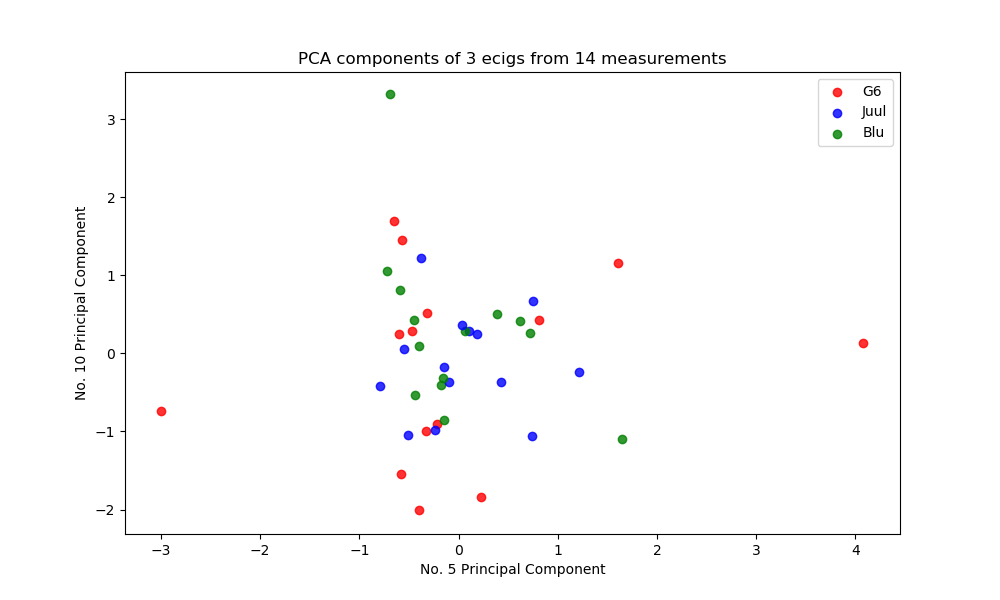 PCA components of 3 ecigs from 14 measurements
G6
Juul
Blu
3
2
1
0
−1
−2
No. 10 Principal Component
−3
−2
−1
0
1
2
3
4
No. 5 Principal Component